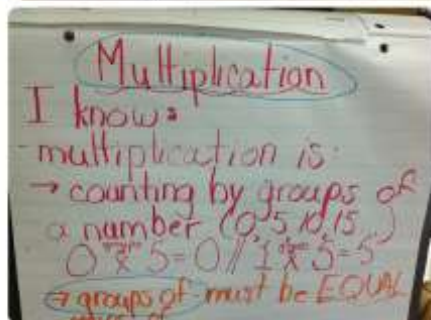 Multiplication
I know:
multiplication is:
→ counting by groups of
a number (0, 5, 10, 15...)
0 x 5 = 0 // 1 x 5 = 5
→ groups of must be EQUAL